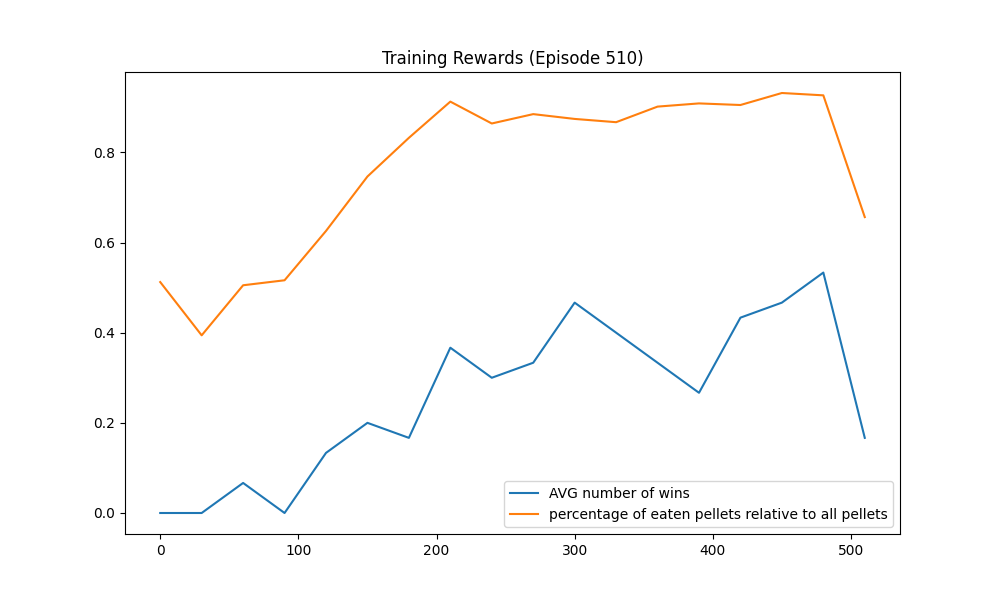 Training Rewards (Episode 510)
0.8
0.6
0.4
0.2
0.0
AVG number of wins
percentage of eaten pellets relative to all pellets
0 100 200 300 400 500